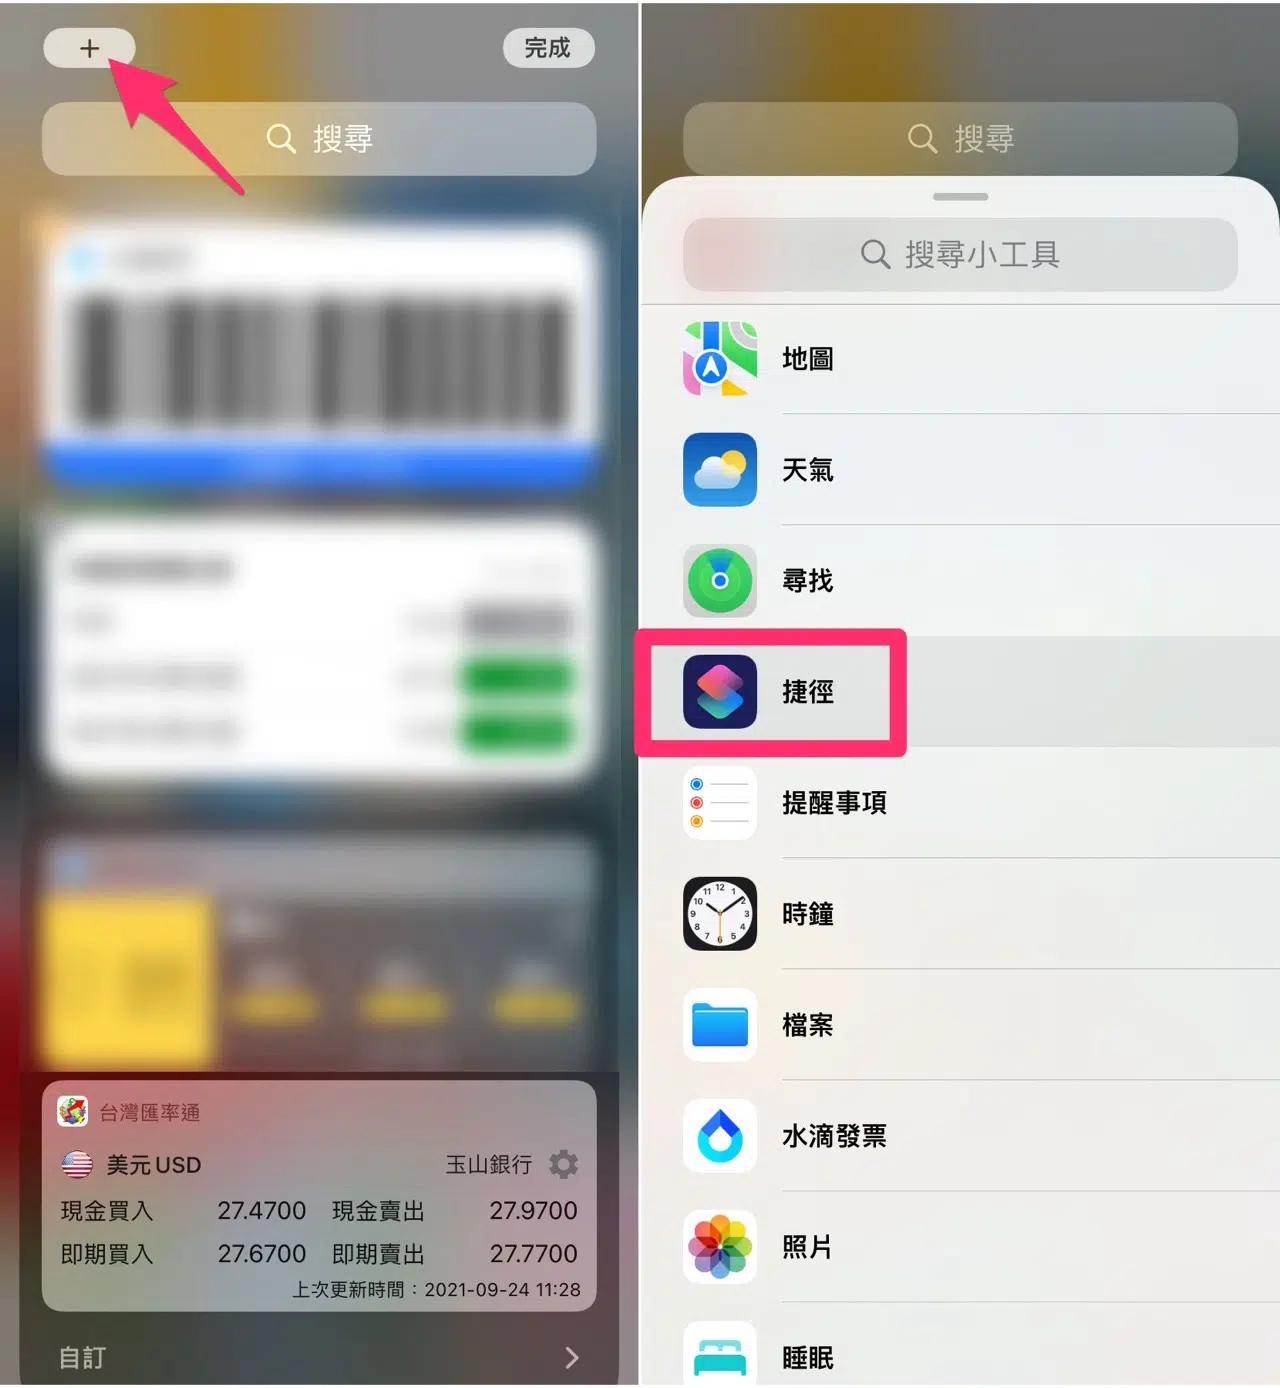 +
完成
搜尋
台灣匯率通
美元USD 玉山銀行
現金買入 27.4700 現金賣出 27.9700
即期買入 27.6700 即期賣出 27.7700
上次更新時間：2021-09-24 11:28
自訂
搜尋
搜尋小工具
地圖
天氣
尋找
捷徑
提醒事項
時鐘
檔案
水滴發票
照片
睡眠